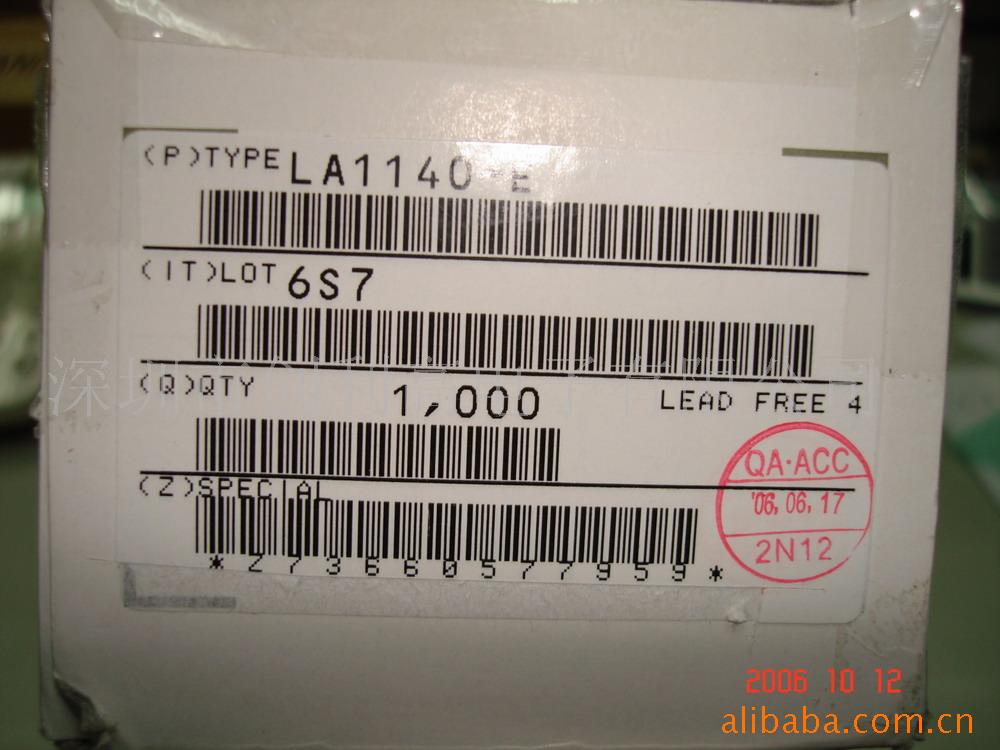 (P)TYPE LA1140-E
(IT)LOT 6S7
(Q)QTY 1,000 LEAD FREE 4
(Z)SPECIAL
*Z73660577959*
QA·ACC
'06,06,17
2N12
2006 10 12
alibaba.com.cn